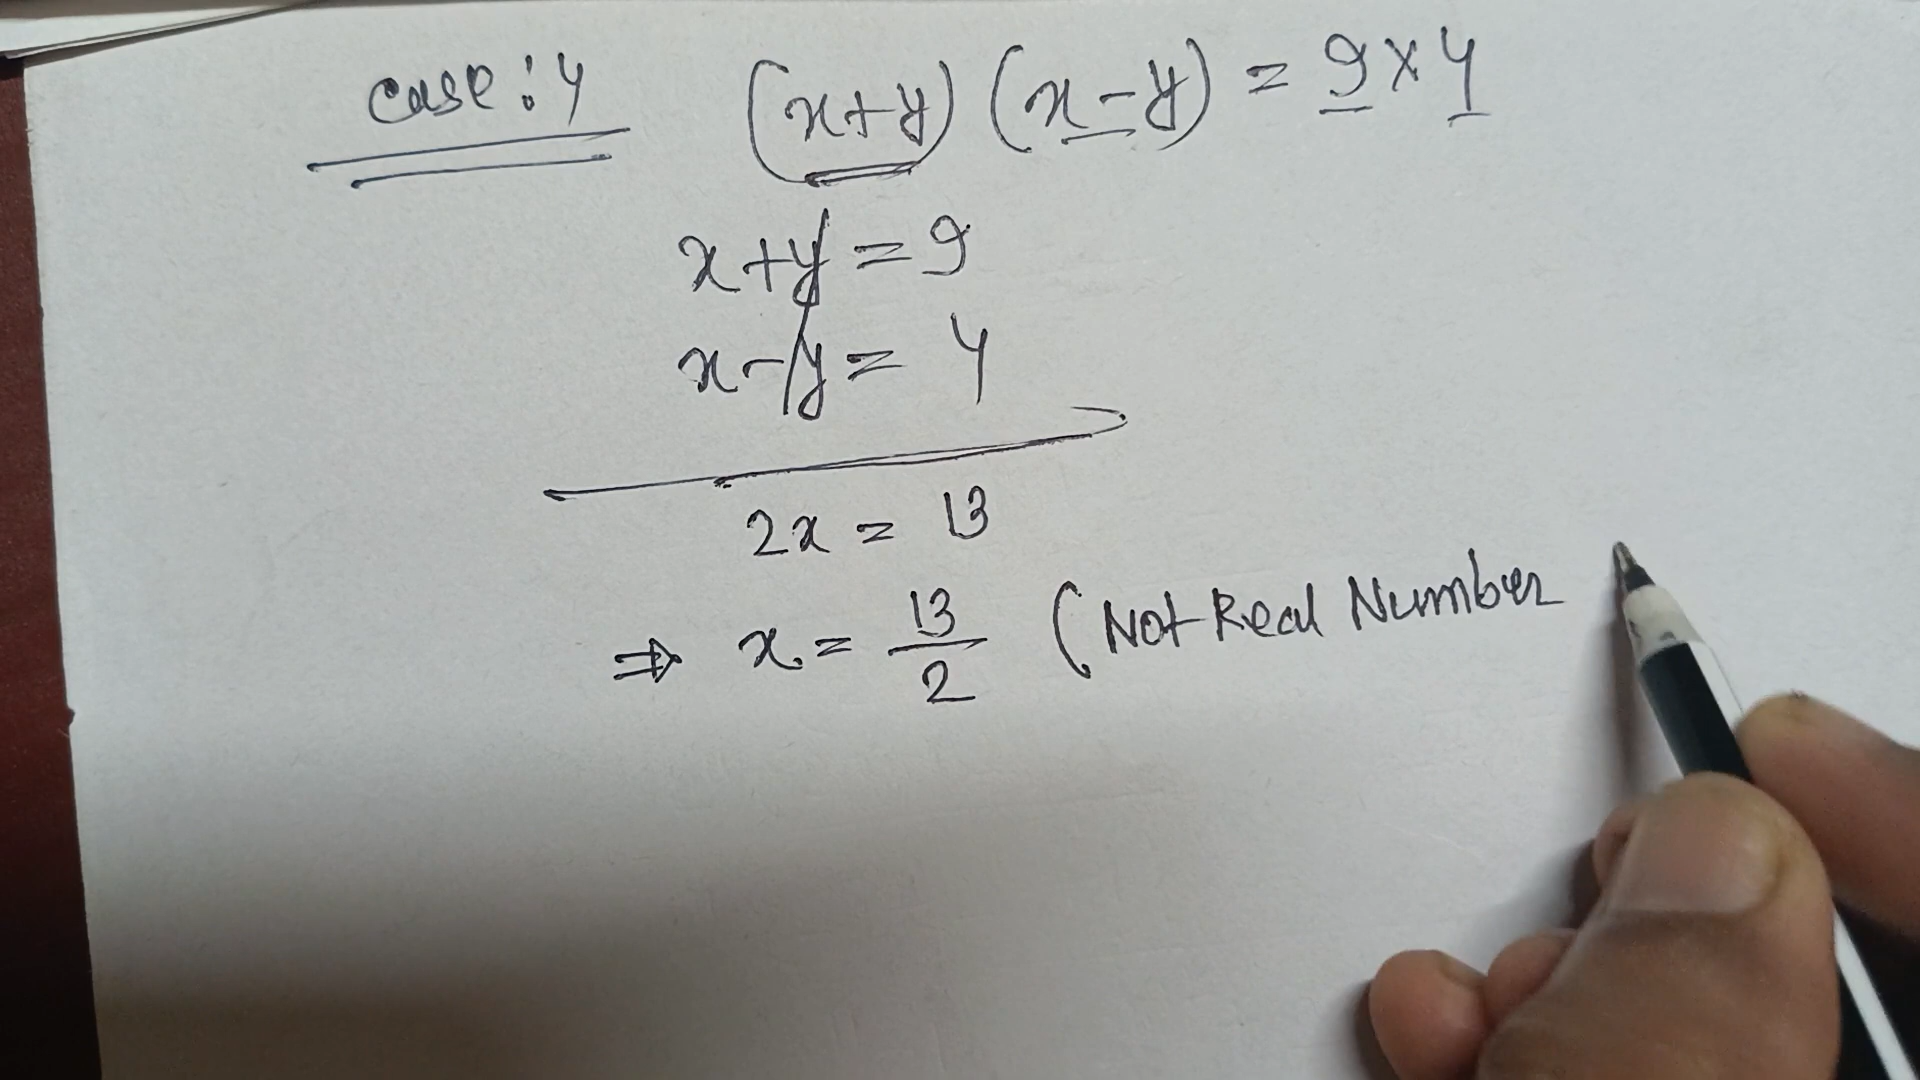 case : 4 (x+y) (x-y) = 9 × 4
x+y = 9
x-y = 4
2x = 13
⇒ x = 13/2 (Not Real Number